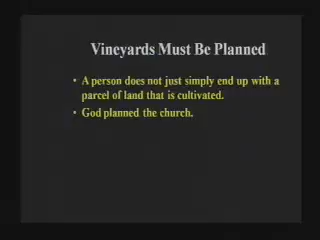 Vineyards Must Be Planned
• A person does not just simply end up with a
parcel of land that is cultivated.
• God planned the church.